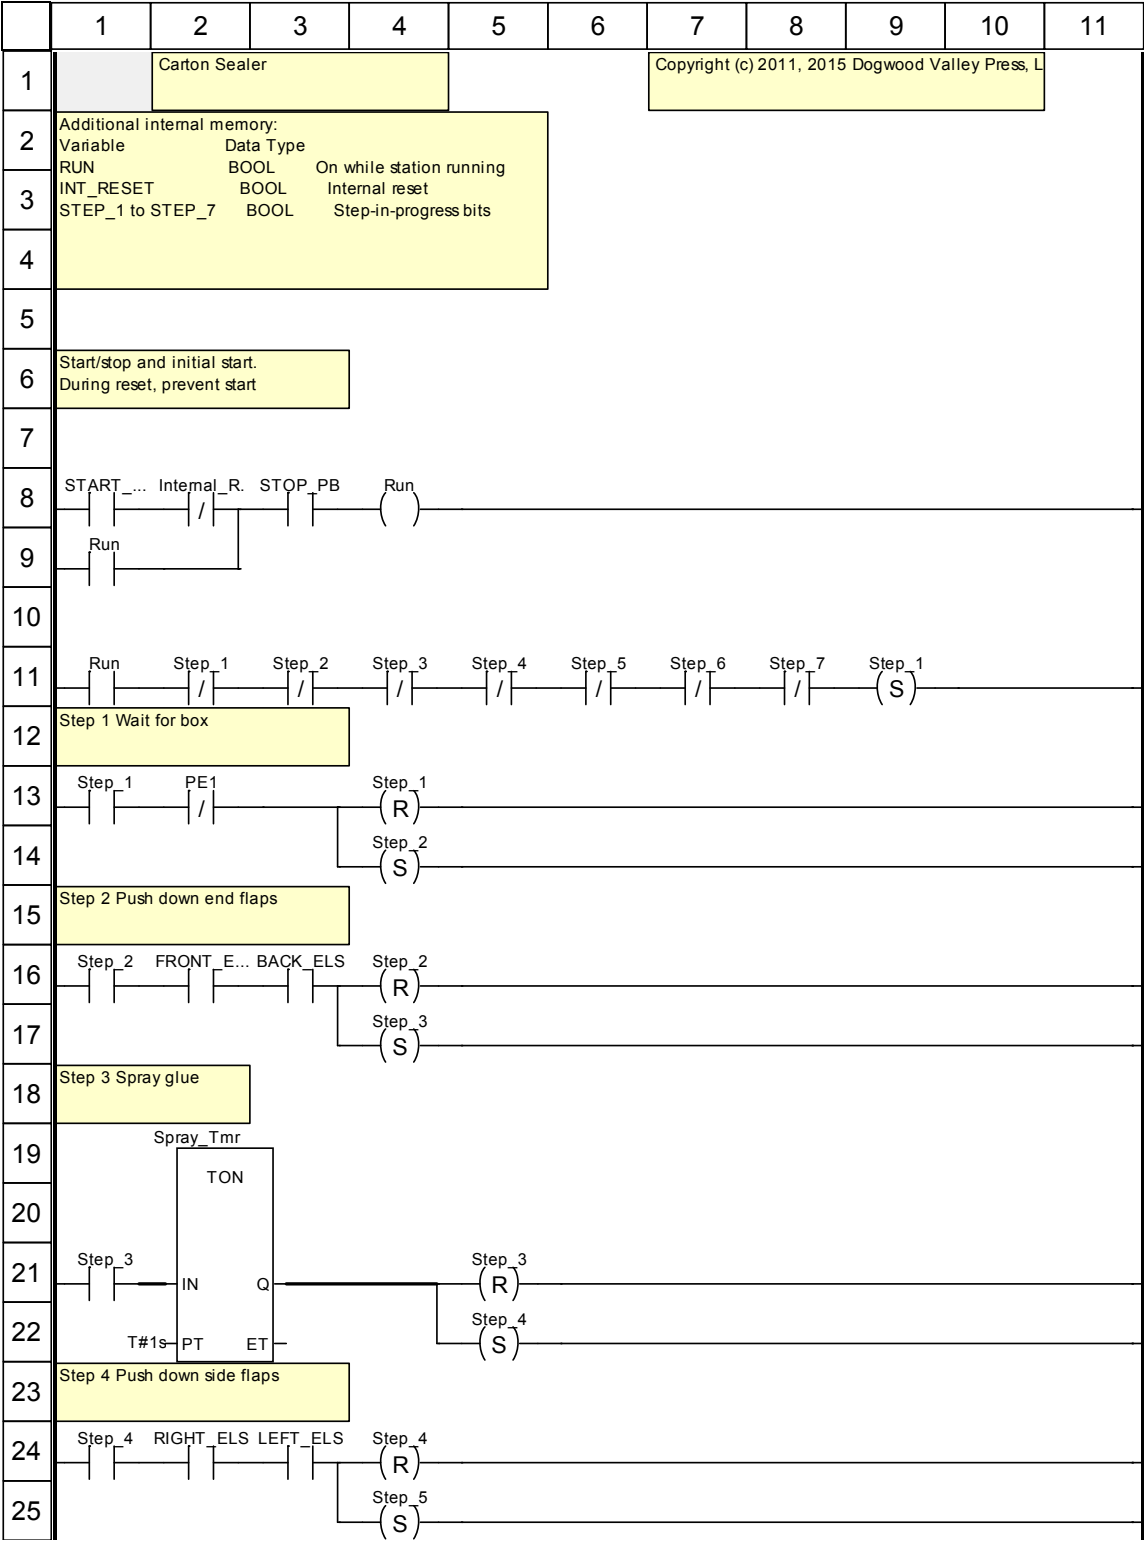 1 2 3 4 5 6 7 8 9 10 11
1
Carton Sealer
Copyright (c) 2011, 2015 Dogwood Valley Press, L
2
Additional internal memory:
Variable Data Type
RUN BOOL On while station running
3
INT_RESET BOOL Internal reset
STEP_1 to STEP_7 BOOL Step-in-progress bits
4
5
6
Start/stop and initial start.
During reset, prevent start
7
START_... Internal_R. STOP_PB Run
8
/
Run
9
10
Run Step_1 Step_2 Step_3 Step_4 Step_5 Step_6 Step_7 Step_1
11
/ / / / / / / S
12
Step 1 Wait for box
Step_1 PE1 Step_1
13
/ R
Step_2
14
S
15
Step 2 Push down end flaps
Step_2 FRONT_E... BACK_ELS Step_2
16
R
Step_3
17
S
18
Step 3 Spray glue
Spray_Tmr
19
TON
20
Step_3 Step_3
21
IN Q R
Step_4
22
T#1s PT ET S
23
Step 4 Push down side flaps
Step_4 RIGHT_ELS LEFT_ELS Step_4
24
R
Step_5
25
S